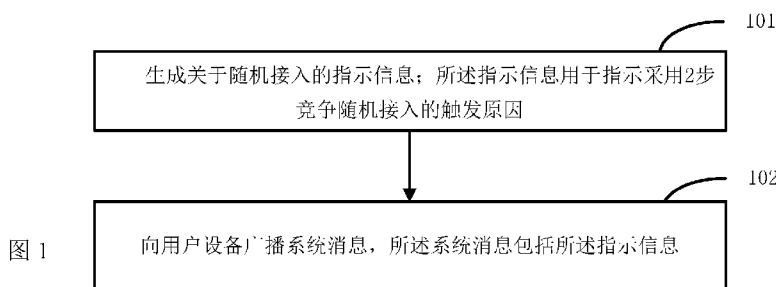 101
生成关于随机接入的指示信息；所述指示信息用于指示采用2步
竞争随机接入的触发原因
102
向用户设备广播系统消息，所述系统消息包括所述指示信息
图 1